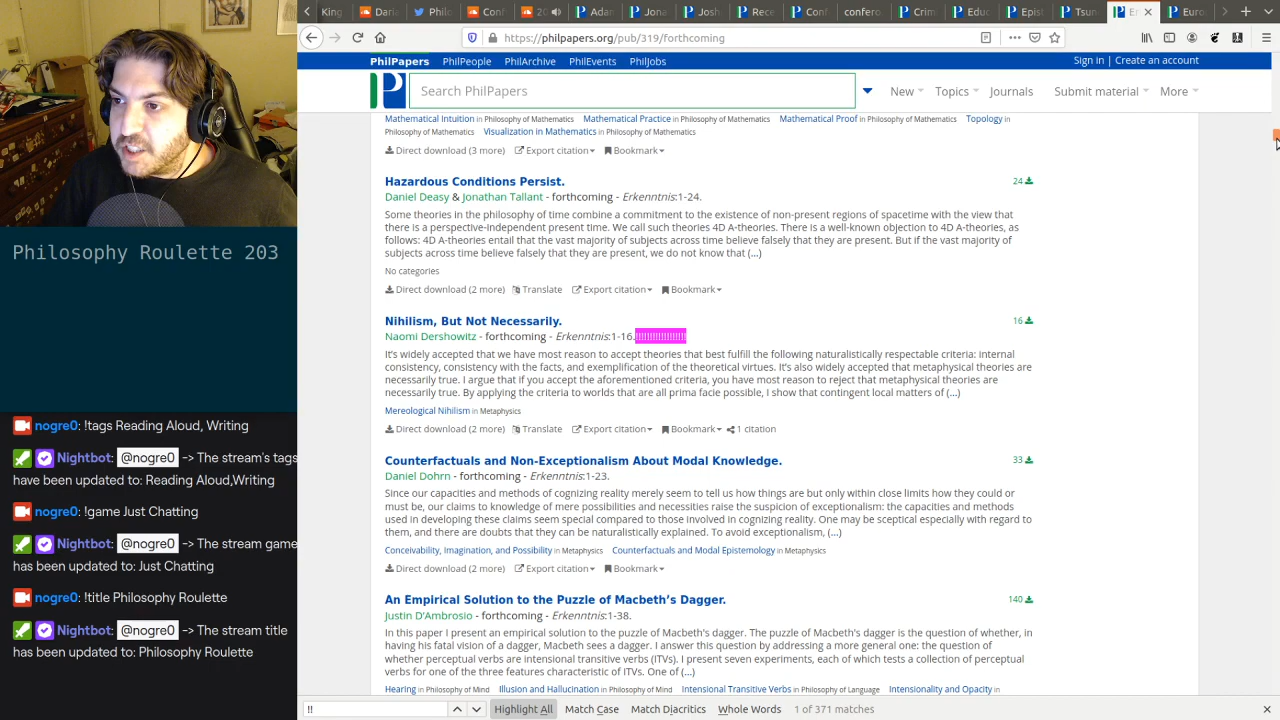 King
Darie
Philo
Conf
20
Adan
Jona
Josh
Rece
Conf
confero
Crim
Educ
Epist
Tsun
Er
Euro
https://philpapers.org/pub/319/forthcoming
PhilPapers PhilPeople PhilArchive PhilEvents PhilJobs
Sign in | Create an account
Search PhilPapers
New Topics Journals Submit material More
Mathematical Intuition in Philosophy of Mathematics Mathematical Practice in Philosophy of Mathematics Mathematical Proof in Philosophy of Mathematics Topology in
Philosophy of Mathematics Visualization in Mathematics in Philosophy of Mathematics
Direct download (3 more) Export citation Bookmark
Hazardous Conditions Persist. 24
Daniel Deasy & Jonathan Tallant - forthcoming - Erkenntnis:1-24.
Some theories in the philosophy of time combine a commitment to the existence of non-present regions of spacetime with the view that
there is a perspective-independent present time. We call such theories 4D A-theories. There is a well-known objection to 4D A-theories, as
follows: 4D A-theories entail that the vast majority of subjects across time believe falsely that they are present. But if the vast majority of
subjects across time believe falsely that they are present, we do not know that (...)
No categories
Direct download (2 more) Translate Export citation Bookmark
Nihilism, But Not Necessarily. 16
Naomi Dershowitz - forthcoming - Erkenntnis:1-16.
It's widely accepted that we have most reason to accept theories that best fulfill the following naturalistically respectable criteria: internal
consistency, consistency with the facts, and exemplification of the theoretical virtues. It's also widely accepted that metaphysical theories are
necessarily true. I argue that if you accept the aforementioned criteria, you have most reason to reject that metaphysical theories are
necessarily true. By applying the criteria to worlds that are all prima facie possible, I show that contingent local matters of (...)
Mereological Nihilism in Metaphysics
Direct download (2 more) Translate Export citation Bookmark 1 citation
Counterfactuals and Non-Exceptionalism About Modal Knowledge. 33
Daniel Dohrn - forthcoming - Erkenntnis:1-23.
Since our capacities and methods of cognizing reality merely seem to tell us how things are but only within close limits how they could or
must be, our claims to knowledge of mere possibilities and necessities raise the suspicion of exceptionalism: the capacities and methods
used in developing these claims seem special compared to those involved in cognizing reality. One may be sceptical especially with regard to
them, and there are doubts that they can be naturalistically explained. To avoid exceptionalism, (...)
Conceivability, Imagination, and Possibility in Metaphysics Counterfactuals and Modal Epistemology in Metaphysics
Direct download (2 more) Export citation Bookmark
An Empirical Solution to the Puzzle of Macbeth's Dagger. 140
Justin D'Ambrosio - forthcoming - Erkenntnis:1-38.
In this paper I present an empirical solution to the puzzle of Macbeth's dagger. The puzzle of Macbeth's dagger is the question of whether, in
having his fatal vision of a dagger, Macbeth sees a dagger. I answer this question by addressing a more general one: the question of
whether perceptual verbs are intensional transitive verbs (ITVs). I present seven experiments, each of which tests a collection of perceptual
verbs for one of the three features characteristic of ITVs. One of (...)
Hearing in Philosophy of Mind Illusion and Hallucination in Philosophy of Mind Intensional Transitive Verbs in Philosophy of Language Intensionality and Opacity in
!! Highlight All Match Case Match Diacritics Whole Words 1 of 371 matches
Philosophy Roulette 203
nogre0: !tags Reading Aloud, Writing
Nightbot: @nogre0 -> The stream's tags
have been updated to: Reading Aloud,Writing
nogre0: !game Just Chatting
Nightbot: @nogre0 -> The stream game
has been updated to: Just Chatting
nogre0: !title Philosophy Roulette
Nightbot: @nogre0 -> The stream title
has been updated to: Philosophy Roulette